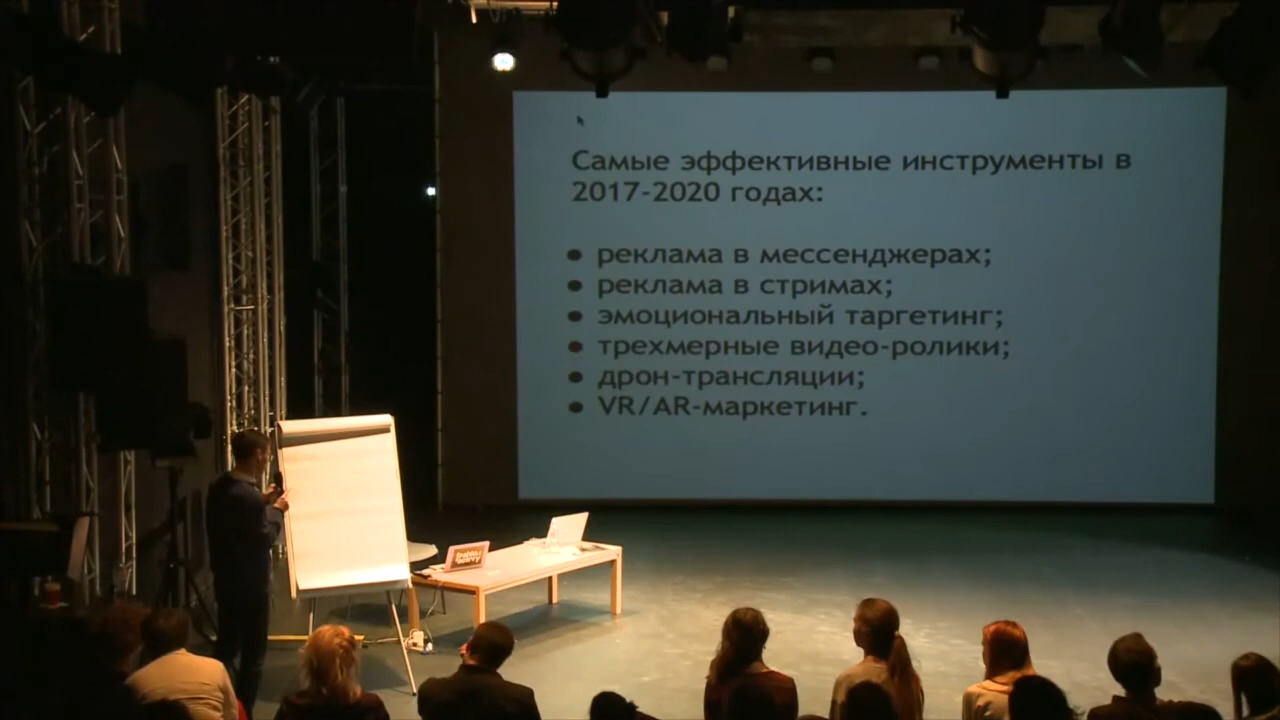 Самые эффективные инструменты в
2017-2020 годах:
● реклама в мессенджерах;
● реклама в стримах;
● эмоциональный таргетинг;
● трехмерные видео-ролики;
● дрон-трансляции;
● VR/AR-маркетинг.